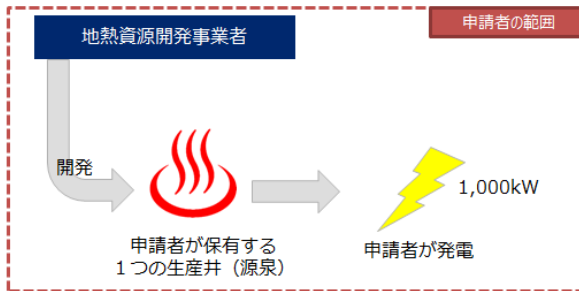 申請者の範囲
地熱資源開発事業者
開発
1,000kW
申請者が保有する
１つの生産井（源泉）
申請者が発電